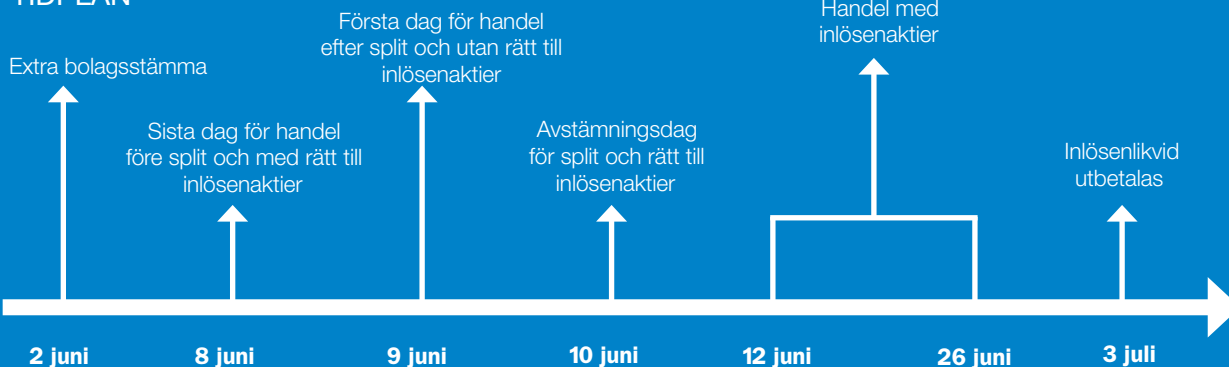 TIDPLAN
Extra bolagsstämma
Sista dag för handel
före split och med rätt till
inlösenaktier
Första dag för handel
efter split och utan rätt till
inlösenaktier
Avstämningsdag
för split och rätt till
inlösenaktier
Handel med
inlösenaktier
Inlösenlikvid
utbetalas
2 juni
8 juni
9 juni
10 juni
12 juni
26 juni
3 juli